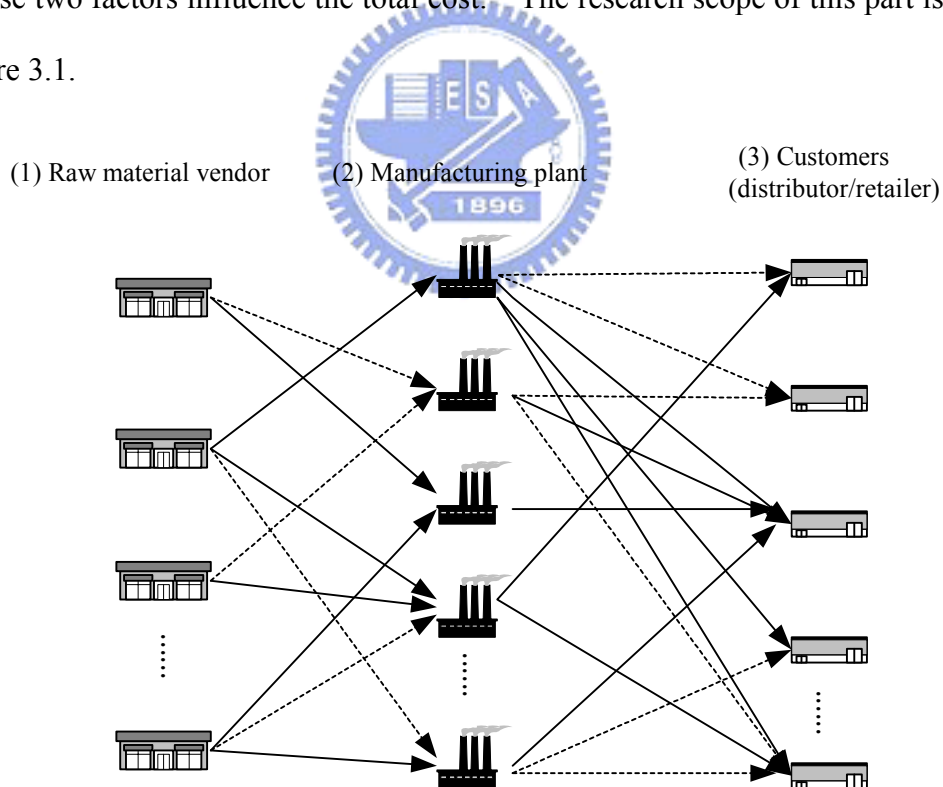 se two factors influence the total cost. The research scope of this part is
re 3.1.
ES
(1) Raw material vendor (2) Manufacturing plant (3) Customers
(distributor/retailer)
1896